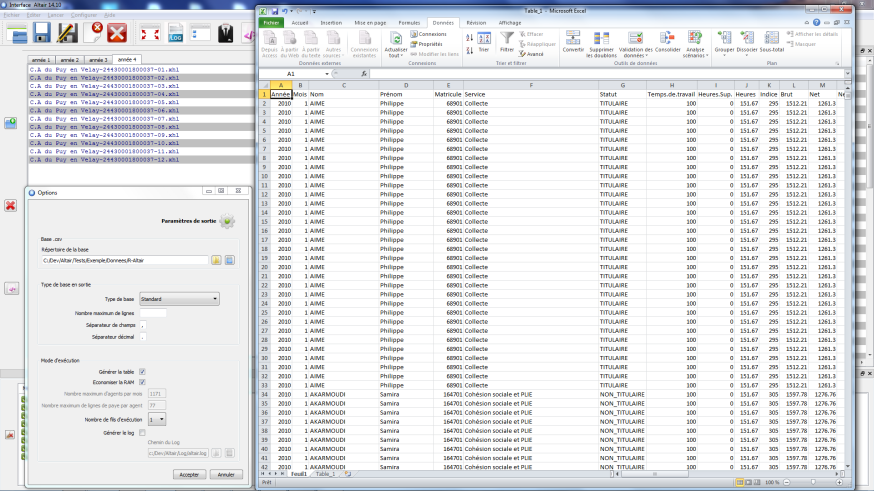 Interface Altair 14.10
Fichier Editer Lancer Configurer Aide
année 1 année 2 année 3 année 4
C.A du Puy en Velay-24430001800037-01.xhl
C.A du Puy en Velay-24430001800037-02.xhl
C.A du Puy en Velay-24430001800037-03.xhl
C.A du Puy en Velay-24430001800037-04.xhl
C.A du Puy en Velay-24430001800037-05.xhl
C.A du Puy en Velay-24430001800037-06.xhl
C.A du Puy en Velay-24430001800037-07.xhl
C.A du Puy en Velay-24430001800037-08.xhl
C.A du Puy en Velay-24430001800037-09.xhl
C.A du Puy en Velay-24430001800037-10.xhl
C.A du Puy en Velay-24430001800037-11.xhl
C.A du Puy en Velay-24430001800037-12.xhl
Options
Paramètres de sortie
Base .csv
Répertoire de la base
C:/Dev/Altair/Tests/Exemple/Donnees/R-Altair
Type de base en sortie
Type de base Standard
Nombre maximum de lignes
Séparateur de champs ;
Séparateur décimal .
Mode d'exécution
Générer la table
Economiser la RAM
Nombre maximum d'agents par mois 1171
Nombre maximum de lignes de paye par agent 77
Nombre de fils d'exécution 1
Générer le log
Chemin du Log
c:/Dev/Altair/Log/altair.log
Accepter Annuler
Table_1 - Microsoft Excel
Fichier Accueil Insertion Mise en page Formules Données Révision Affichage
Depuis Access À partir du Web À partir du texte Autres sources Connexions existantes
Données externes
Actualiser tout Connexions Propriétés Modifier les liens
Connexions
Trier Filtrer Effacer Réappliquer Avancé
Trier et filtrer
Convertir Supprimer les doublons Validation des données Consolider Analyse scénarios
Outils de données
Grouper Dissocier Sous-total Afficher les détails Masquer
Plan
A1 fx Année
A B C D E F G H I J K L M
1 Année Mois Nom Prénom Matricule Service Statut Temps.de.travail Heures.Sup. Heures Indice Brut Net Ne
2 2010 1 AIME Philippe 68901 Collecte TITULAIRE 100 0 151.67 295 1512.21 1261.3
3 2010 1 AIME Philippe 68901 Collecte TITULAIRE 100 0 151.67 295 1512.21 1261.3
4 2010 1 AIME Philippe 68901 Collecte TITULAIRE 100 0 151.67 295 1512.21 1261.3
5 2010 1 AIME Philippe 68901 Collecte TITULAIRE 100 0 151.67 295 1512.21 1261.3
6 2010 1 AIME Philippe 68901 Collecte TITULAIRE 100 0 151.67 295 1512.21 1261.3
7 2010 1 AIME Philippe 68901 Collecte TITULAIRE 100 0 151.67 295 1512.21 1261.3
8 2010 1 AIME Philippe 68901 Collecte TITULAIRE 100 0 151.67 295 1512.21 1261.3
9 2010 1 AIME Philippe 68901 Collecte TITULAIRE 100 0 151.67 295 1512.21 1261.3
10 2010 1 AIME Philippe 68901 Collecte TITULAIRE 100 0 151.67 295 1512.21 1261.3
11 2010 1 AIME Philippe 68901 Collecte TITULAIRE 100 0 151.67 295 1512.21 1261.3
12 2010 1 AIME Philippe 68901 Collecte TITULAIRE 100 0 151.67 295 1512.21 1261.3
13 2010 1 AIME Philippe 68901 Collecte TITULAIRE 100 0 151.67 295 1512.21 1261.3
14 2010 1 AIME Philippe 68901 Collecte TITULAIRE 100 0 151.67 295 1512.21 1261.3
15 2010 1 AIME Philippe 68901 Collecte TITULAIRE 100 0 151.67 295 1512.21 1261.3
16 2010 1 AIME Philippe 68901 Collecte TITULAIRE 100 0 151.67 295 1512.21 1261.3
17 2010 1 AIME Philippe 68901 Collecte TITULAIRE 100 0 151.67 295 1512.21 1261.3
18 2010 1 AIME Philippe 68901 Collecte TITULAIRE 100 0 151.67 295 1512.21 1261.3
19 2010 1 AIME Philippe 68901 Collecte TITULAIRE 100 0 151.67 295 1512.21 1261.3
20 2010 1 AIME Philippe 68901 Collecte TITULAIRE 100 0 151.67 295 1512.21 1261.3
21 2010 1 AIME Philippe 68901 Collecte TITULAIRE 100 0 151.67 295 1512.21 1261.3
22 2010 1 AIME Philippe 68901 Collecte TITULAIRE 100 0 151.67 295 1512.21 1261.3
23 2010 1 AIME Philippe 68901 Collecte TITULAIRE 100 0 151.67 295 1512.21 1261.3
24 2010 1 AIME Philippe 68901 Collecte TITULAIRE 100 0 151.67 295 1512.21 1261.3
25 2010 1 AIME Philippe 68901 Collecte TITULAIRE 100 0 151.67 295 1512.21 1261.3
26 2010 1 AIME Philippe 68901 Collecte TITULAIRE 100 0 151.67 295 1512.21 1261.3
27 2010 1 AIME Philippe 68901 Collecte TITULAIRE 100 0 151.67 295 1512.21 1261.3
28 2010 1 AIME Philippe 68901 Collecte TITULAIRE 100 0 151.67 295 1512.21 1261.3
29 2010 1 AIME Philippe 68901 Collecte TITULAIRE 100 0 151.67 295 1512.21 1261.3
30 2010 1 AIME Philippe 68901 Collecte TITULAIRE 100 0 151.67 295 1512.21 1261.3
31 2010 1 AIME Philippe 68901 Collecte TITULAIRE 100 0 151.67 295 1512.21 1261.3
32 2010 1 AIME Philippe 68901 Collecte TITULAIRE 100 0 151.67 295 1512.21 1261.3
33 2010 1 AIME Philippe 68901 Collecte TITULAIRE 100 0 151.67 295 1512.21 1261.3
34 2010 1 AKARMOUDI Samira 164701 Cohésion sociale et PLIE NON_TITULAIRE 100 0 151.67 305 1597.78 1276.76
35 2010 1 AKARMOUDI Samira 164701 Cohésion sociale et PLIE NON_TITULAIRE 100 0 151.67 305 1597.78 1276.76
36 2010 1 AKARMOUDI Samira 164701 Cohésion sociale et PLIE NON_TITULAIRE 100 0 151.67 305 1597.78 1276.76
37 2010 1 AKARMOUDI Samira 164701 Cohésion sociale et PLIE NON_TITULAIRE 100 0 151.67 305 1597.78 1276.76
38 2010 1 AKARMOUDI Samira 164701 Cohésion sociale et PLIE NON_TITULAIRE 100 0 151.67 305 1597.78 1276.76
39 2010 1 AKARMOUDI Samira 164701 Cohésion sociale et PLIE NON_TITULAIRE 100 0 151.67 305 1597.78 1276.76
40 2010 1 AKARMOUDI Samira 164701 Cohésion sociale et PLIE NON_TITULAIRE 100 0 151.67 305 1597.78 1276.76
41 2010 1 AKARMOUDI Samira 164701 Cohésion sociale et PLIE NON_TITULAIRE 100 0 151.67 305 1597.78 1276.76
42 2010 1 AKARMOUDI Samira 164701 Cohésion sociale et PLIE NON_TITULAIRE 100 0 151.67 305 1597.78 1276.76
Feuil1 Table_1
Prêt 100 %